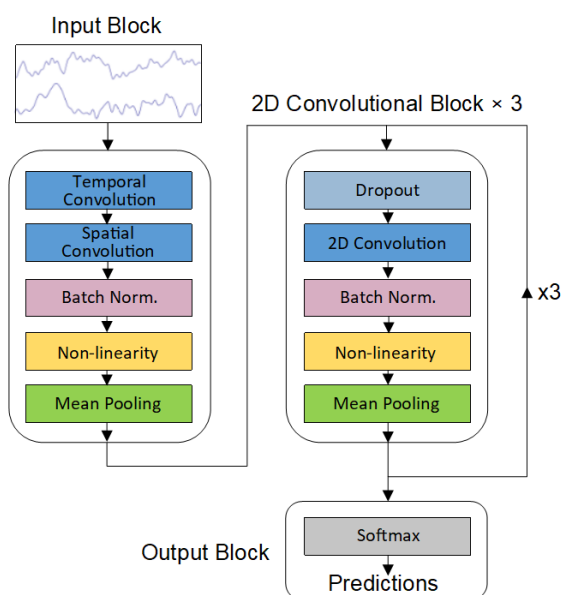 Input Block
Temporal
Convolution
Spatial
Convolution
Batch Norm.
Non-linearity
Mean Pooling
2D Convolutional Block × 3
Dropout
2D Convolution
Batch Norm.
Non-linearity
Mean Pooling
x3
Output Block
Softmax
Predictions